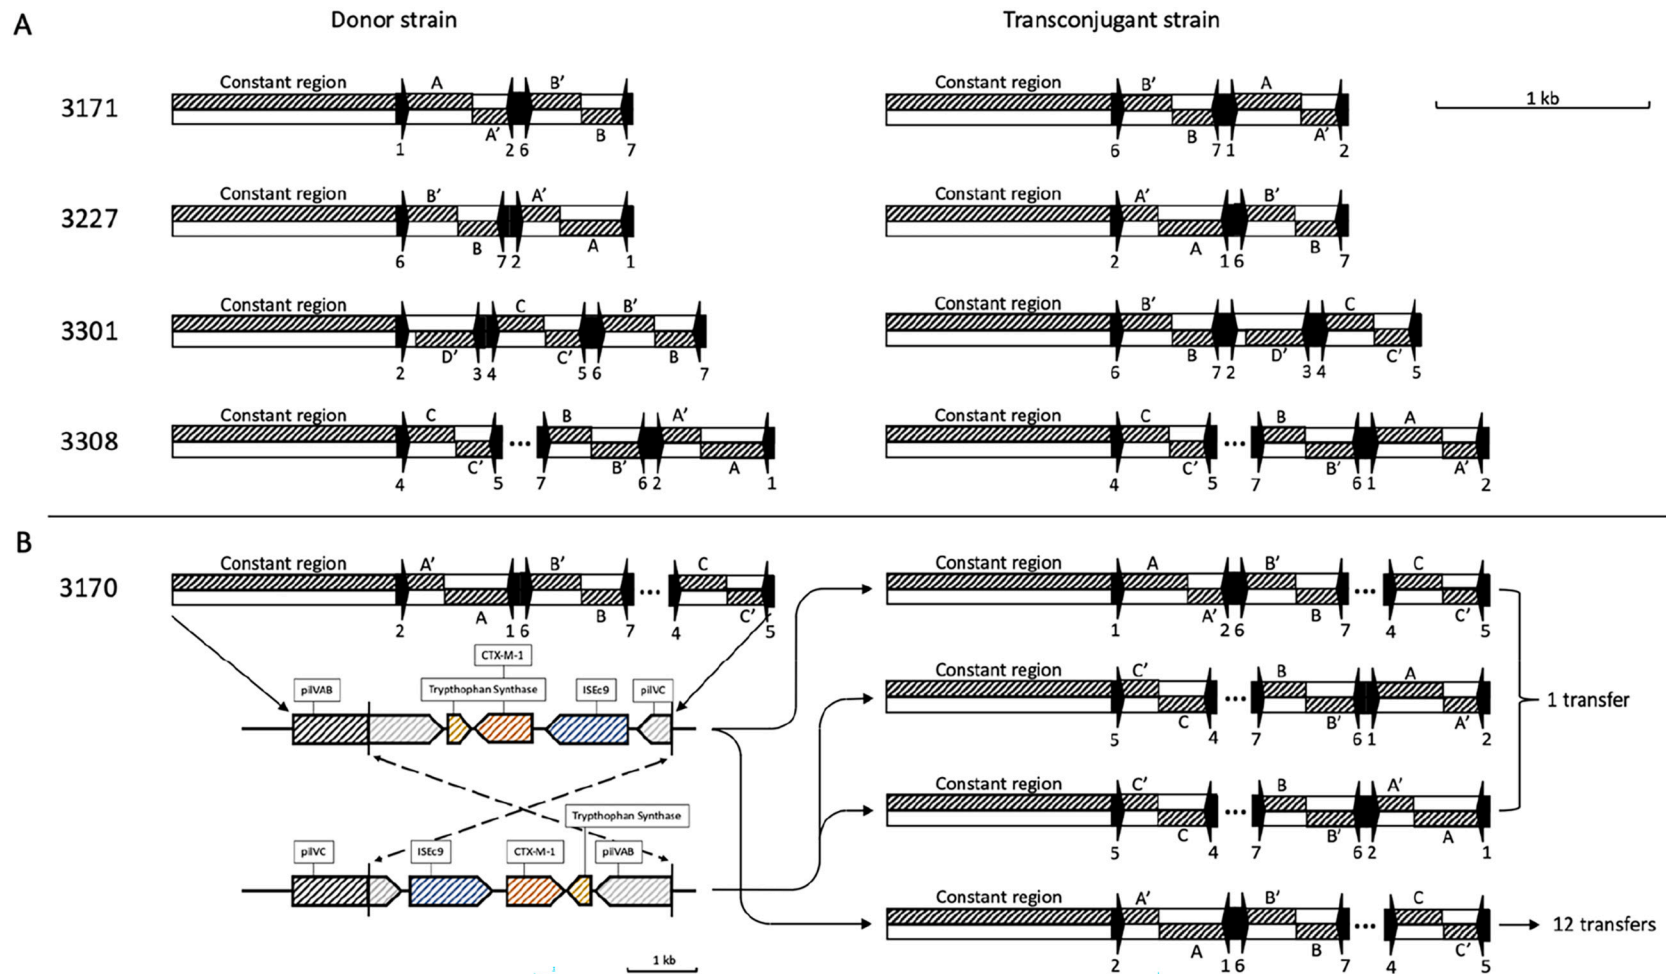 A
Donor strain
Transconjugant strain
3171
Constant region A B'
A' B
1 2 6 7
Constant region B' A
B A'
6 7 1 2
1 kb
3227
Constant region B' A'
B A
6 7 2 1
Constant region A' B'
A B
2 1 6 7
3301
Constant region C B'
D' C' B
2 3 4 5 6 7
Constant region B' C
B D' C'
6 7 2 3 4 5
3308
Constant region C B A'
C' ... B' A
4 5 7 6 2 1
Constant region C B A
C' ... B' A'
4 5 7 6 1 2
B
3170
Constant region A' B' C
A B ... C'
2 1 6 7 4 5
CTX-M-1
pilVAB Trypthophan Synthase ISEc9 pilVC
Trypthophan Synthase
pilVC ISEc9 CTX-M-1 pilVAB
1 kb
Constant region A B' C
A' B ... C'
1 2 6 7 4 5
Constant region C' B A
C ... B' A'
5 4 7 6 1 2
1 transfer
Constant region C' B A'
C ... B' A
5 4 7 6 2 1
Constant region A' B' C
A B ... C'
2 1 6 7 4 5
12 transfers